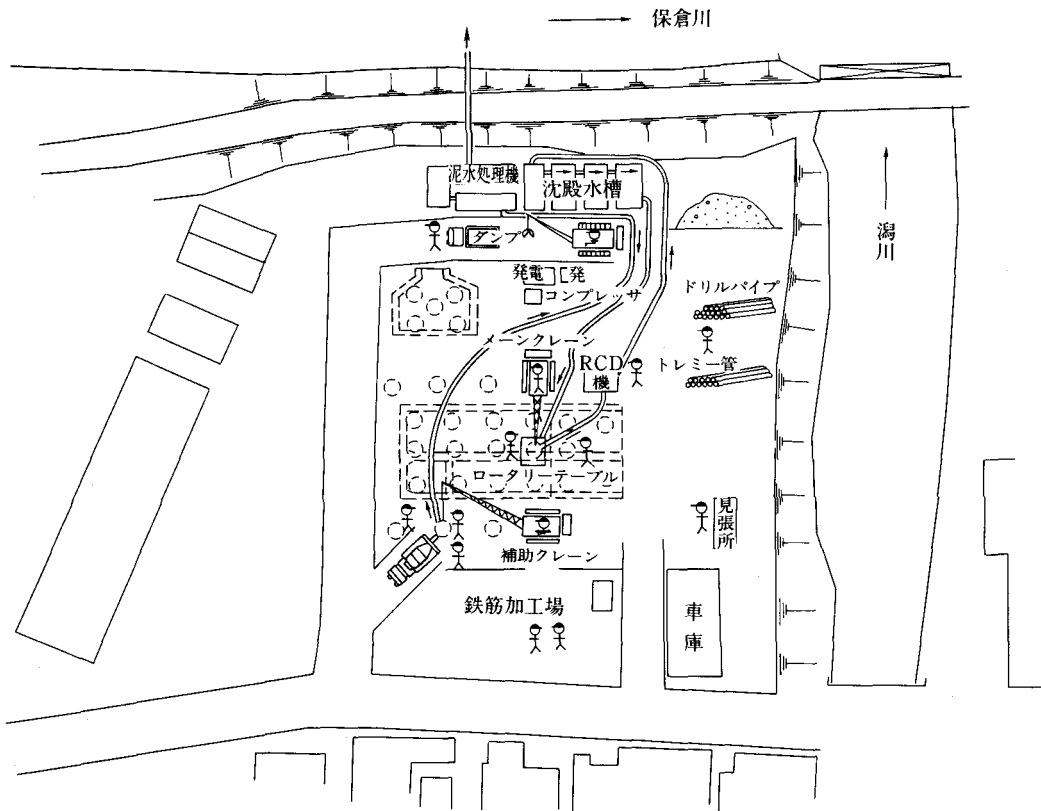 保倉川
泥水処理機
沈殿水槽
潟川
ダンプ
発電
発
コンプレッサ
ドリルパイプ
メーンクレーン
RCD
機
トレミー管
ロータリーテーブル
見張所
補助クレーン
鉄筋加工場
車庫